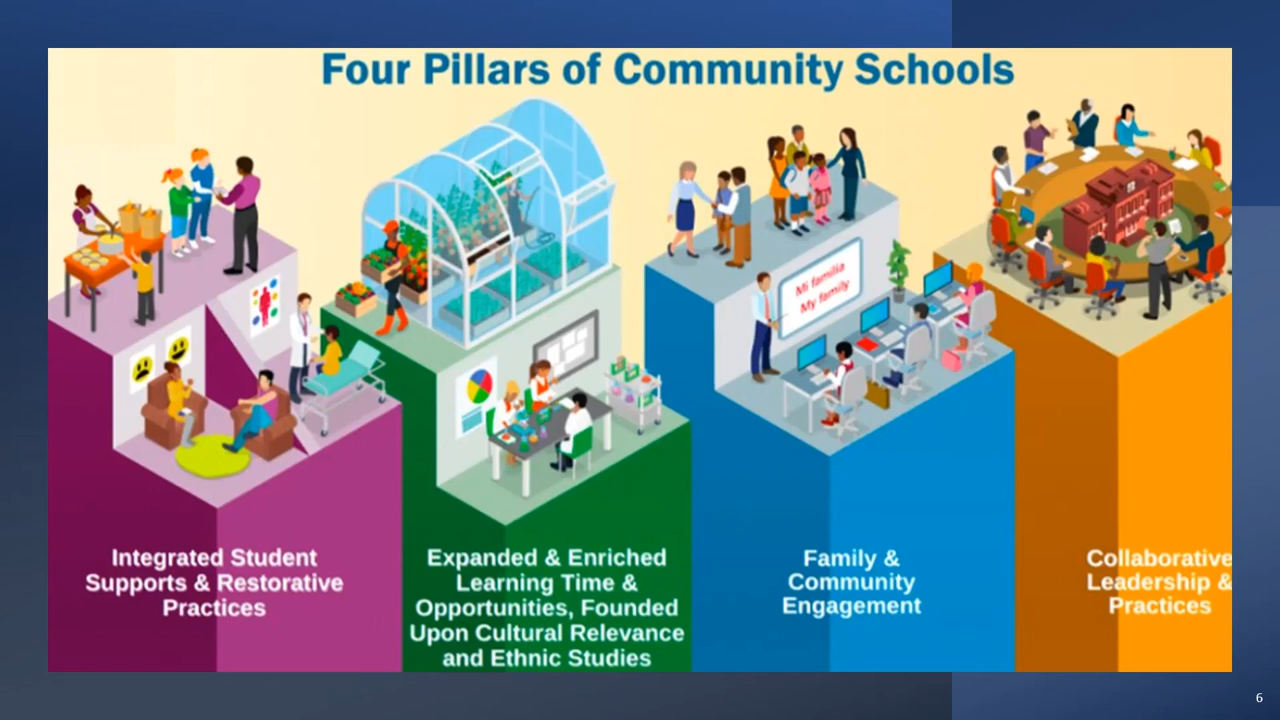 Four Pillars of Community Schools
Mi familia
My family
Integrated Student
Supports & Restorative
Practices
Expanded & Enriched
Learning Time &
Opportunities, Founded
Upon Cultural Relevance
and Ethnic Studies
Family &
Community
Engagement
Collaborative
Leadership &
Practices
6